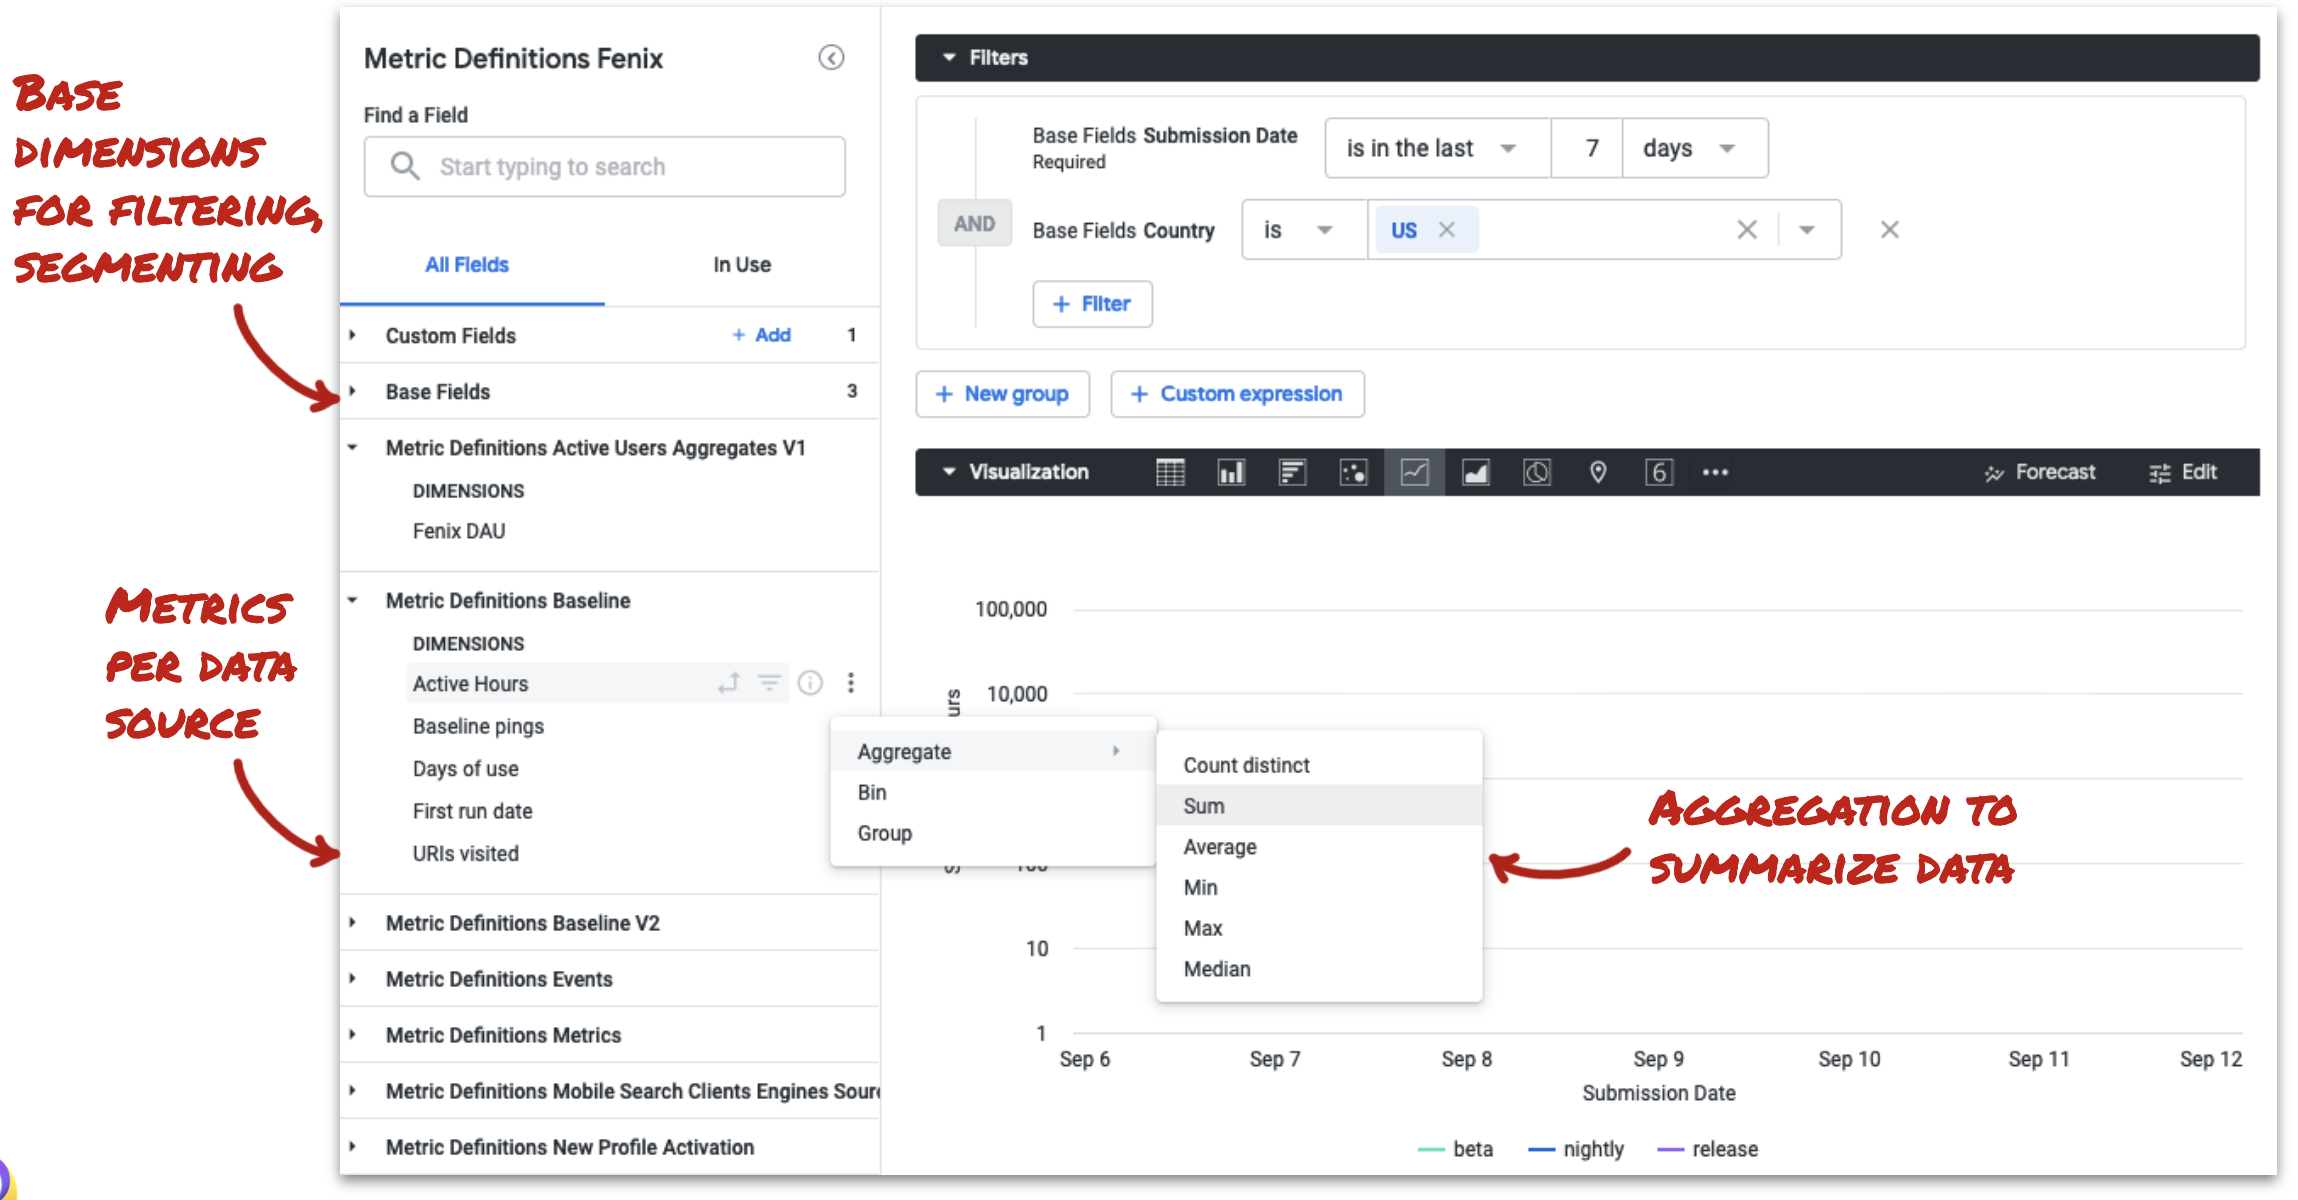 BASE
DIMENSIONS
FOR FILTERING,
SEGMENTING
METRICS
PER DATA
SOURCE
Metric Definitions Fenix
Find a Field
Start typing to search
All Fields In Use
Custom Fields + Add 1
Base Fields 3
Metric Definitions Active Users Aggregates V1
DIMENSIONS
Fenix DAU
Metric Definitions Baseline
DIMENSIONS
Active Hours
Baseline pings
Days of use
First run date
URIs visited
Metric Definitions Baseline V2
Metric Definitions Events
Metric Definitions Metrics
Metric Definitions Mobile Search Clients Engines Sour
Metric Definitions New Profile Activation
Filters
Base Fields Submission Date is in the last 7 days
Required
AND Base Fields Country is US
+ Filter
+ New group + Custom expression
Visualization 6 Forecast Edit
100,000
10,000
urs
Aggregate
Bin
Group
Count distinct
Sum
Average
Min
Max
Median
AGGREGATION TO
SUMMARIZE DATA
10
1
Sep 6 Sep 7 Sep 8 Sep 9 Sep 10 Sep 11 Sep 12
Submission Date
beta nightly release